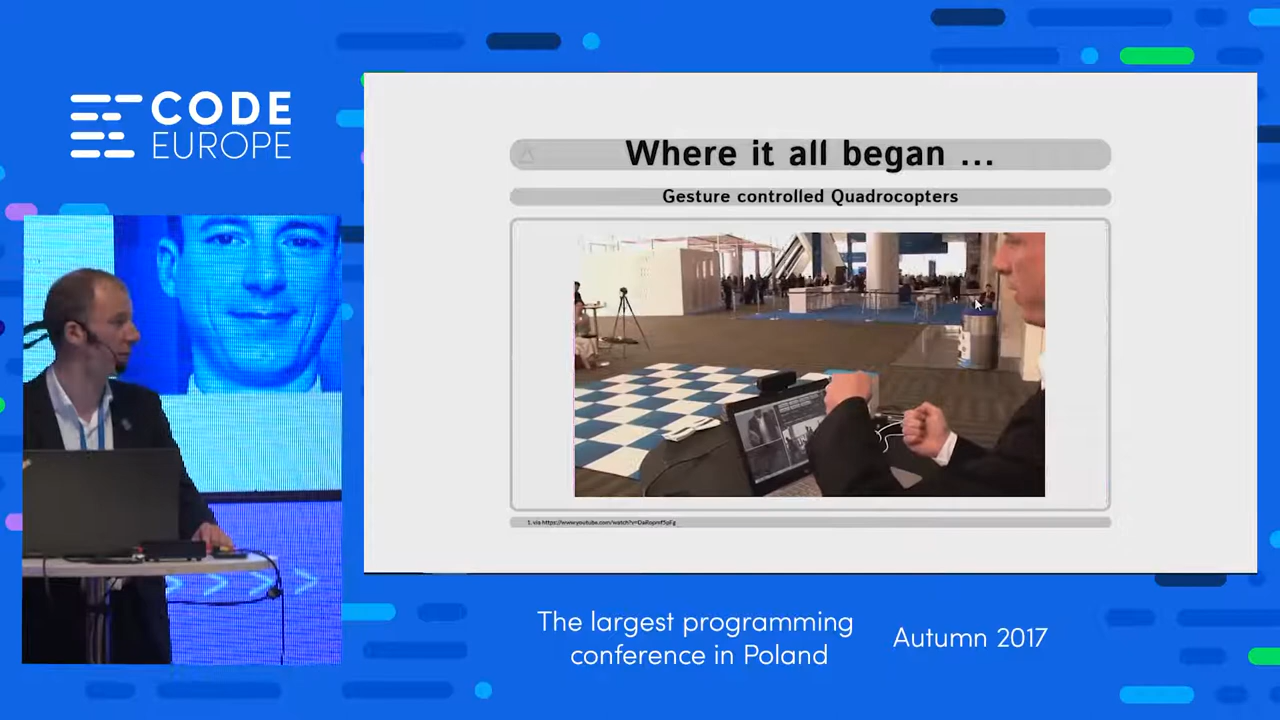 CODE
EUROPE
Where it all began ...
Gesture controlled Quadrocopters
The largest programming
conference in Poland
Autumn 2017